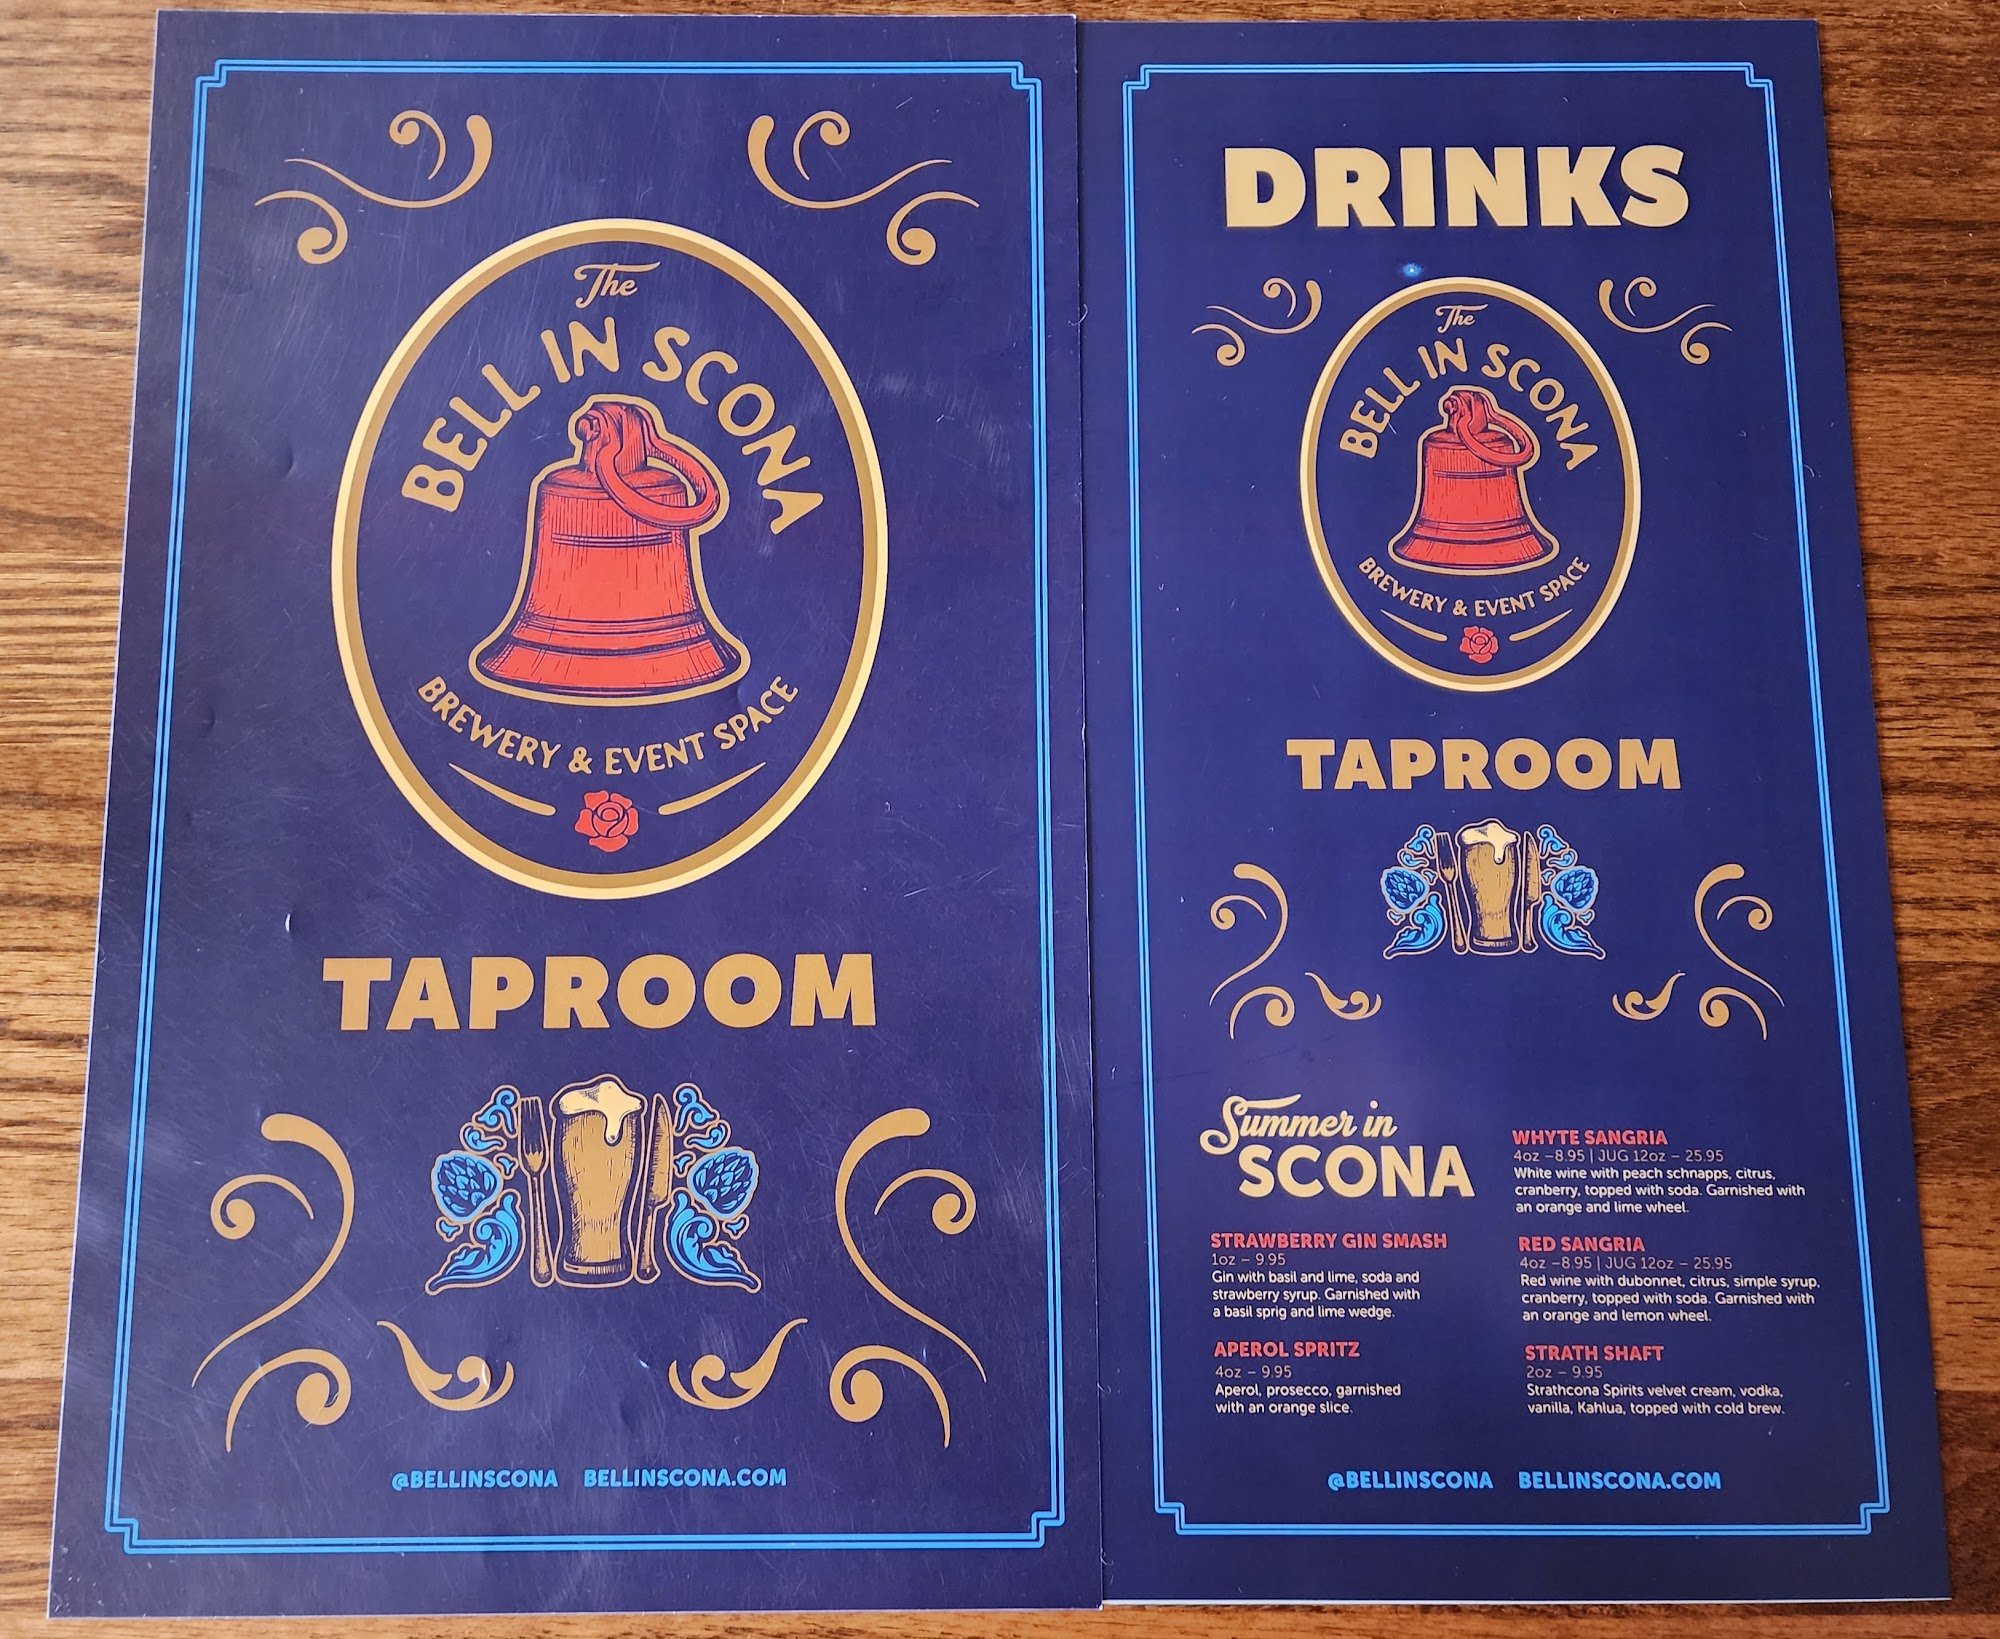 The
BELL IN SCONA
BREWERY & EVENT SPACE
TAPROOM
@BELLINSCONA BELLINSCONA.COM
DRINKS
The
BELL IN SCONA
BREWERY & EVENT SPACE
TAPROOM
Summer in
SCONA
STRAWBERRY GIN SMASH
1oz – 9.95
Gin with basil and lime, soda and
strawberry syrup. Garnished with
a basil sprig and lime wedge.
APEROL SPRITZ
4oz – 9.95
Aperol, prosecco, garnished
with an orange slice.
WHYTE SANGRIA
4oz –8.95 | JUG 12oz – 25.95
White wine with peach schnapps, citrus,
cranberry, topped with soda. Garnished with
an orange and lime wheel.
RED SANGRIA
4oz –8.95 | JUG 12oz – 25.95
Red wine with dubonnet, citrus, simple syrup,
cranberry, topped with soda. Garnished with
an orange and lemon wheel.
STRATH SHAFT
2oz – 9.95
Strathcona Spirits velvet cream, vodka,
vanilla, Kahlua, topped with cold brew.
@BELLINSCONA BELLINSCONA.COM